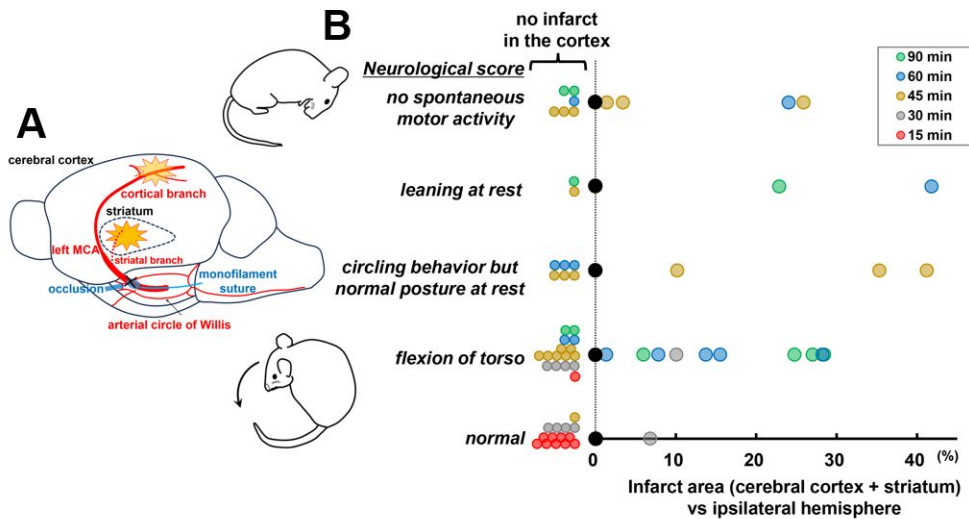 A
cerebral cortex
cortical branch
striatum
left MCA
striatal branch
occlusion
monofilament
suture
arterial circle of Willis
B
no infarct
in the cortex
Neurological score
no spontaneous
motor activity
leaning at rest
circling behavior but
normal posture at rest
flexion of torso
normal
90 min
60 min
45 min
30 min
15 min
0 10 20 30 40 (%)
Infarct area (cerebral cortex + striatum)
vs ipsilateral hemisphere